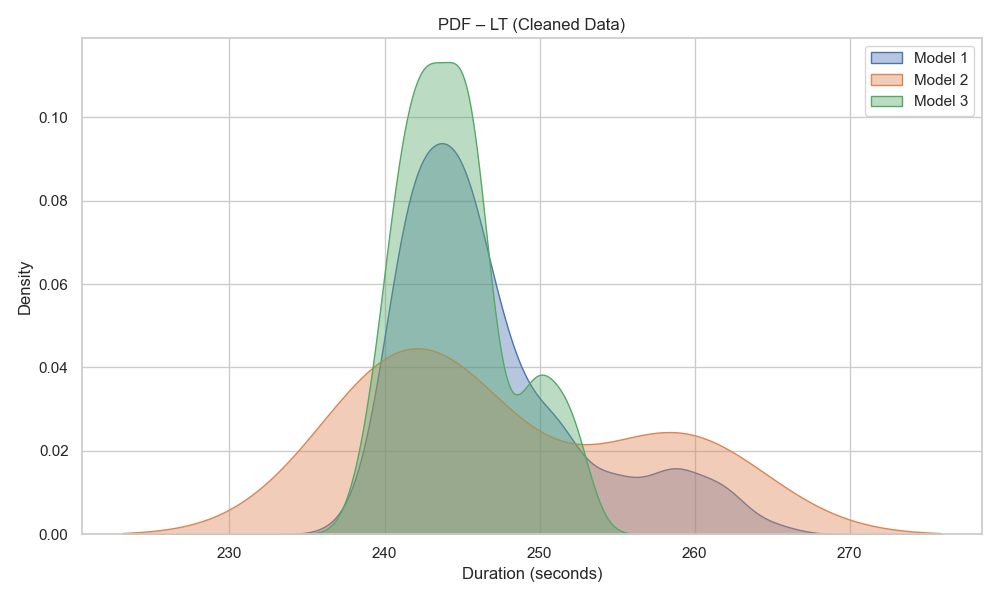 PDF – LT (Cleaned Data)
Model 1
Model 2
Model 3
Density
0.10
0.08
0.06
0.04
0.02
0.00
230 240 250 260 270
Duration (seconds)